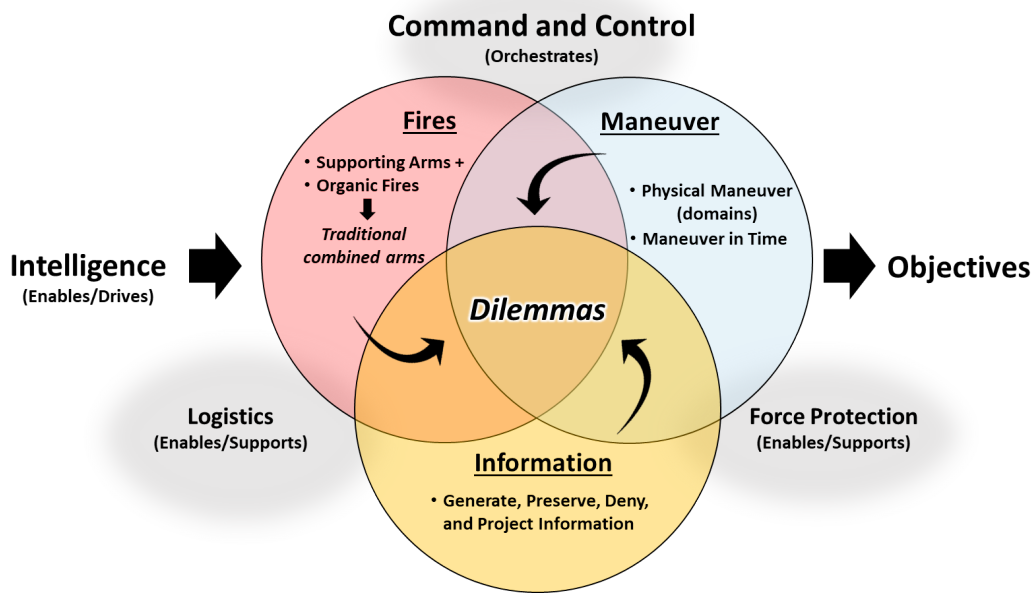 Command and Control
(Orchestrates)
Fires
• Supporting Arms +
• Organic Fires
Traditional
combined arms
Maneuver
• Physical Maneuver
(domains)
• Maneuver in Time
Intelligence
(Enables/Drives)
Objectives
Dilemmas
Logistics
(Enables/Supports)
Force Protection
(Enables/Supports)
Information
• Generate, Preserve, Deny,
and Project Information